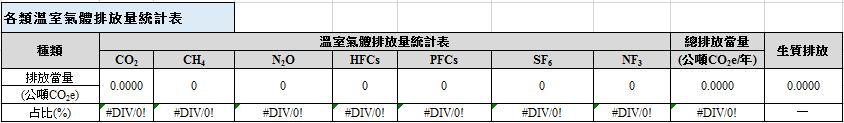 各類溫室氣體排放量統計表
種類 溫室氣體排放量統計表 總排放當量 (公噸CO₂e/年) 生質排放
CO₂ CH₄ N₂O HFCs PFCs SF₆ NF₃
排放當量 (公噸CO₂e) 0.0000 0 0 0 0 0 0 0.0000 0.0000
占比(%) #DIV/0! #DIV/0! #DIV/0! #DIV/0! #DIV/0! #DIV/0! #DIV/0! #DIV/0! —